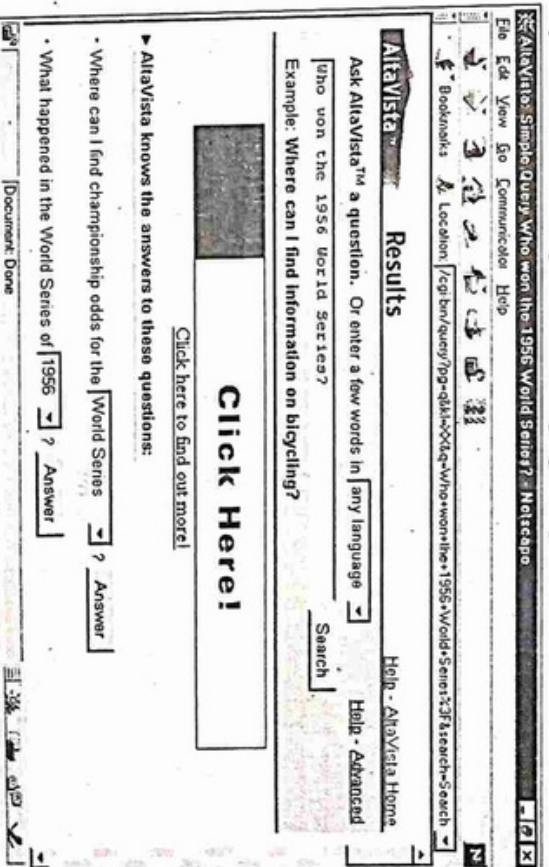 AltaVista: Simple Query Who won the 1956 World Series? - Netscape
File Edit View Go Communicator Help
Bookmarks Location: /cgi-bin/query?pg=q&kl=XX&q=Who+won+the+1956+World+Series%3F&search=Search
AltaVista™ Results Help - AltaVista Home
Ask AltaVista™ a question. Or enter a few words in any language Help - Advanced
Who won the 1956 World Series? Search
Example: Where can I find information on bicycling?
Click Here!
Click here to find out more!
AltaVista knows the answers to these questions:
• Where can I find championship odds for the World Series ? Answer
• What happened in the World Series of 1956 ? Answer
Document: Done